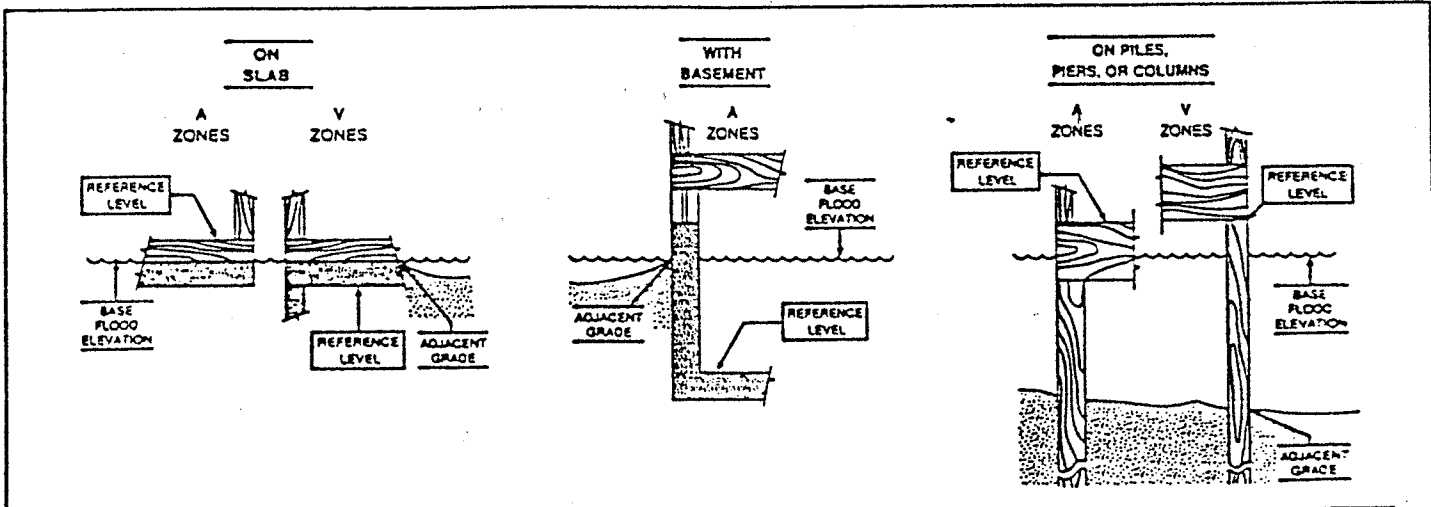 ON
SLAB
A
ZONES
V
ZONES
REFERENCE
LEVEL
BASE
FLOOD
ELEVATION
REFERENCE
LEVEL
ADJACENT
GRADE
WITH
BASEMENT
A
ZONES
BASE
FLOOD
ELEVATION
ADJACENT
GRADE
REFERENCE
LEVEL
ON PILES,
PIERS, OR COLUMNS
A
ZONES
V
ZONES
REFERENCE
LEVEL
REFERENCE
LEVEL
BASE
FLOOD
ELEVATION
ADJACENT
GRADE